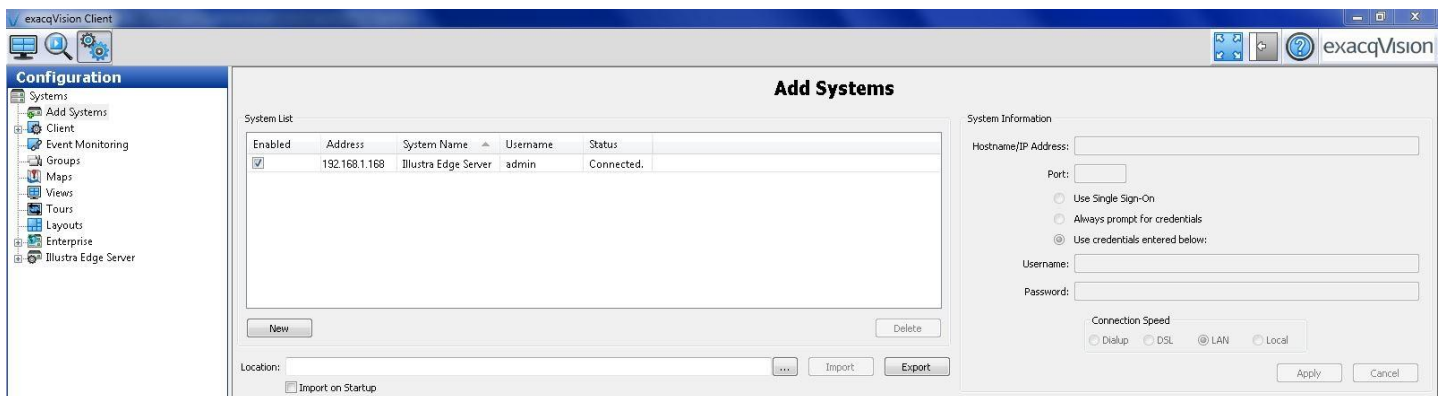 exacqVision Client
exacqVision
Configuration
Systems
Add Systems
Client
Event Monitoring
Groups
Maps
Views
Tours
Layouts
Enterprise
Illustra Edge Server
Add Systems
System List
Enabled Address System Name Username Status
192.168.1.168 Illustra Edge Server admin Connected.
New Delete
Location: ... Import Export
Import on Startup
System Information
Hostname/IP Address:
Port:
Use Single Sign-On
Always prompt for credentials
Use credentials entered below:
Username:
Password:
Connection Speed
Dialup DSL LAN Local
Apply Cancel